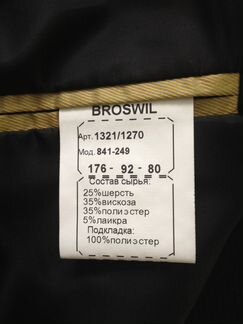 BROSWIL
Арт. 1321/1270
Мод. 841-249
176 - 92 - 80
Состав сырья:
25%шерсть
35%вискоза
35%полиэстер
5%лайкра
Подкладка:
100%полиэстер